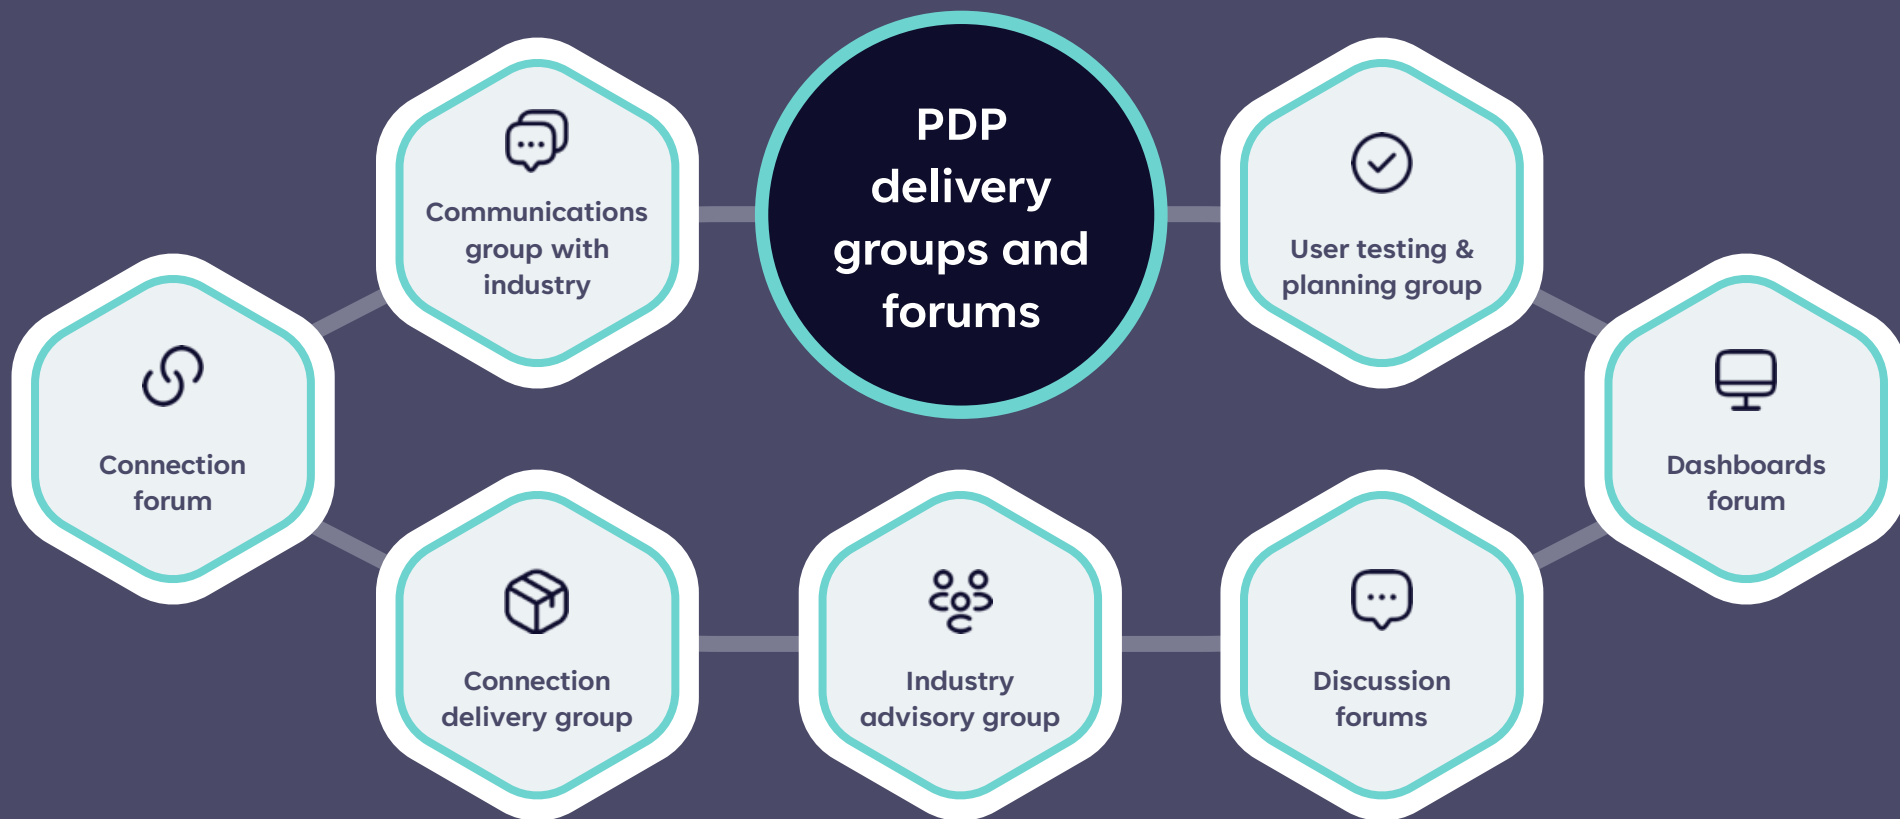 PDP
delivery
groups and
forums
Communications
group with
industry
User testing &
planning group
Connection
forum
Dashboards
forum
Connection
delivery group
Industry
advisory group
Discussion
forums